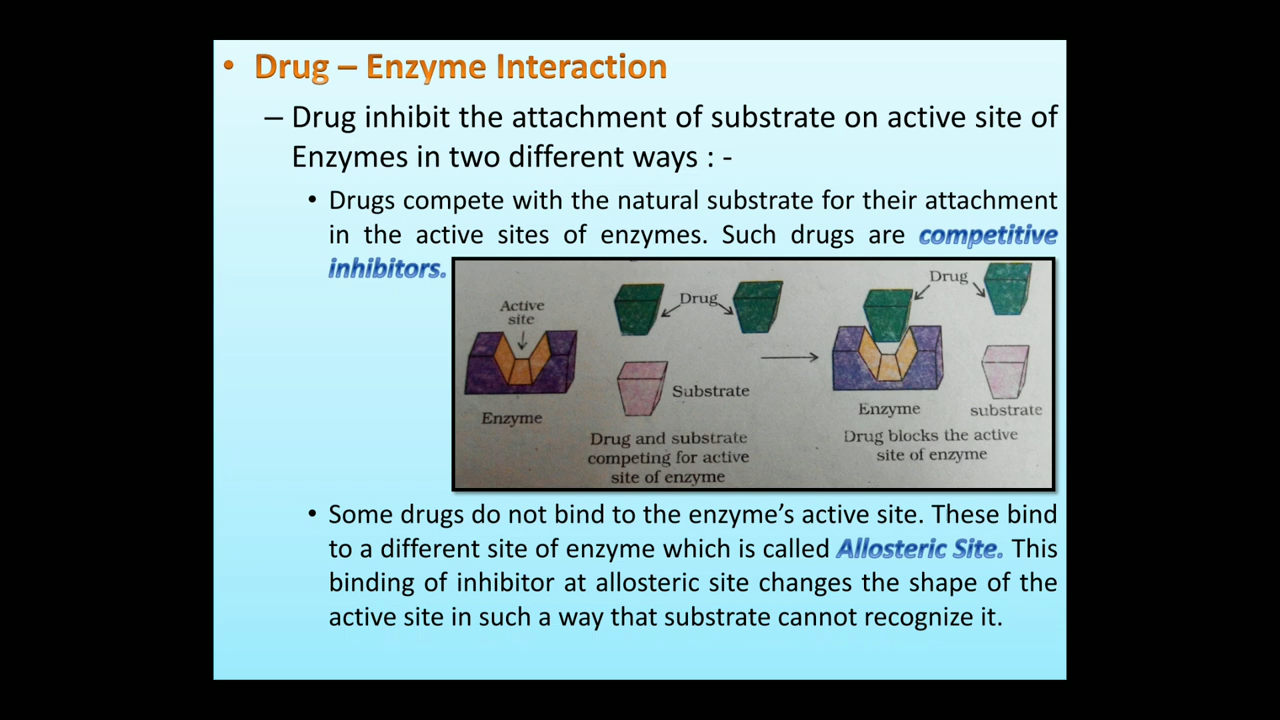 • Drug – Enzyme Interaction
– Drug inhibit the attachment of substrate on active site of
Enzymes in two different ways : -
• Drugs compete with the natural substrate for their attachment
in the active sites of enzymes. Such drugs are competitive
inhibitors.
Active
site
Enzyme
Drug
Substrate
Drug and substrate
competing for active
site of enzyme
Drug
Enzyme
substrate
Drug blocks the active
site of enzyme
• Some drugs do not bind to the enzyme’s active site. These bind
to a different site of enzyme which is called Allosteric Site. This
binding of inhibitor at allosteric site changes the shape of the
active site in such a way that substrate cannot recognize it.